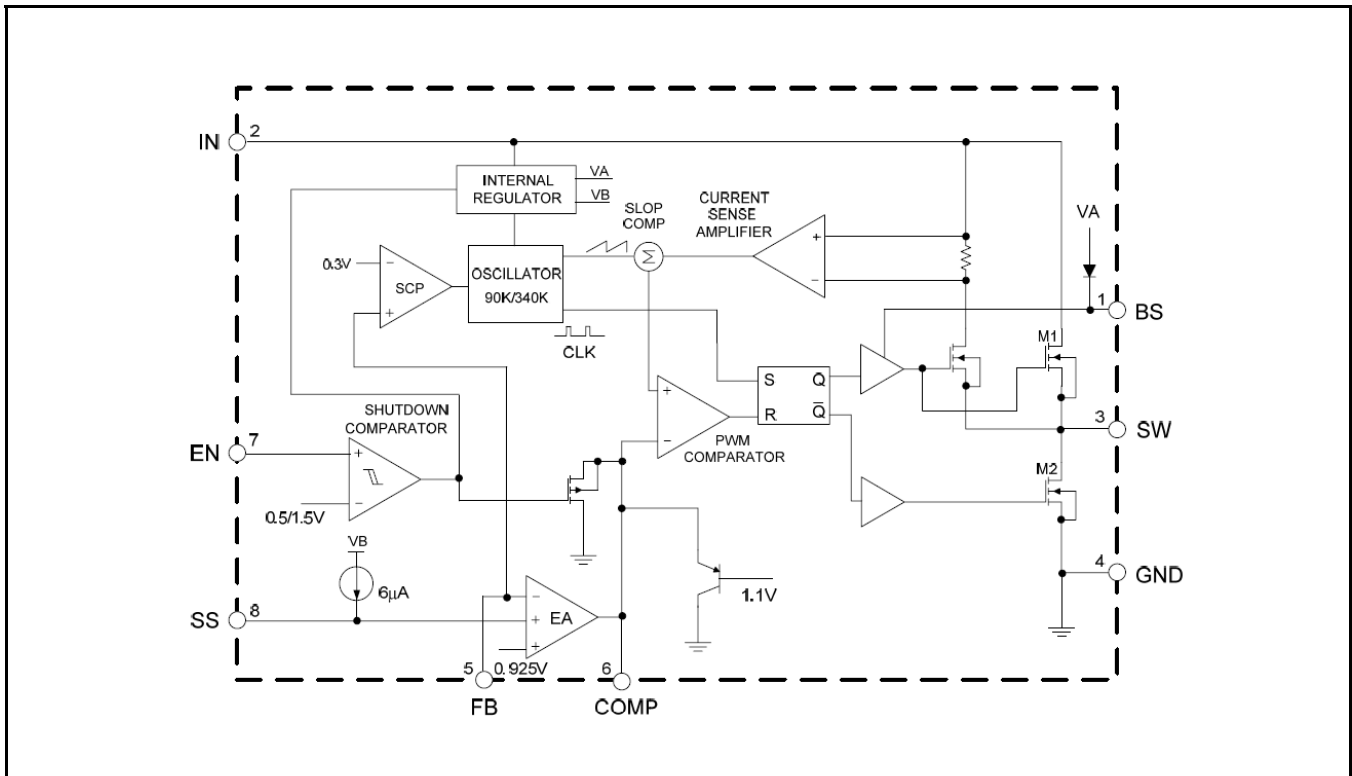 IN
2
INTERNAL
REGULATOR
VA
VB
SLOP
COMP
CURRENT
SENSE
AMPLIFIER
+
−
Σ
VA
0.3V
−
+
SCP
OSCILLATOR
90K/340K
CLK
1
BS
M1
S
Q
R
Q̅
+
−
PWM
COMPARATOR
3
SW
SHUTDOWN
COMPARATOR
EN
7
+
−
0.5/1.5V
M2
VB
6µA
SS
8
−
+
+
EA
0.925V
1.1V
4
GND
5
FB
6
COMP